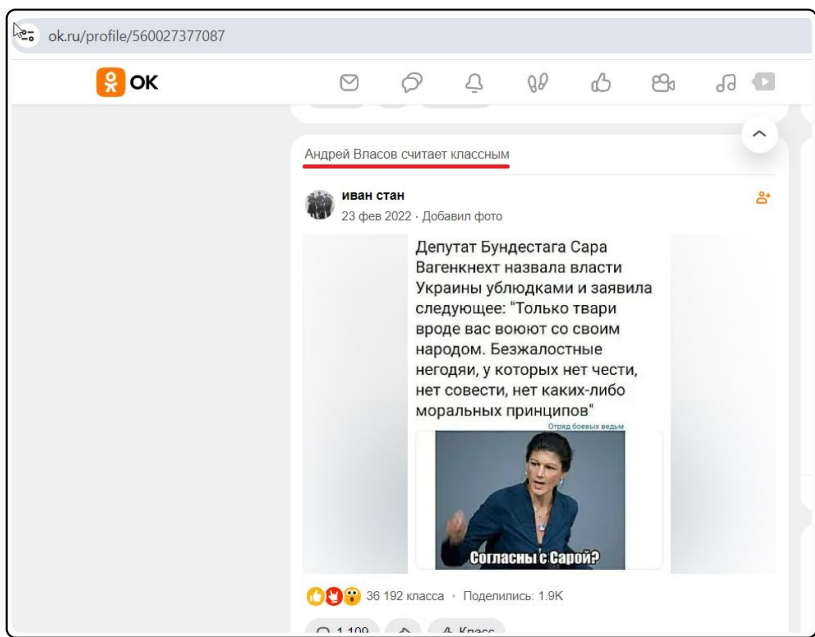 ok.ru/profile/560027377087
ОК
Андрей Власов считает классным
иван стан
23 фев 2022 · Добавил фото
Депутат Бундестага Сара
Вагенкнехт назвала власти
Украины ублюдками и заявила
следующее: "Только твари
вроде вас воюют со своим
народом. Безжалостные
негодяи, у которых нет чести,
нет совести, нет каких-либо
моральных принципов"
Отряд боевых ведьм
Согласны с Сарой?
36 192 класса · Поделились: 1.9K
1 109 Класс